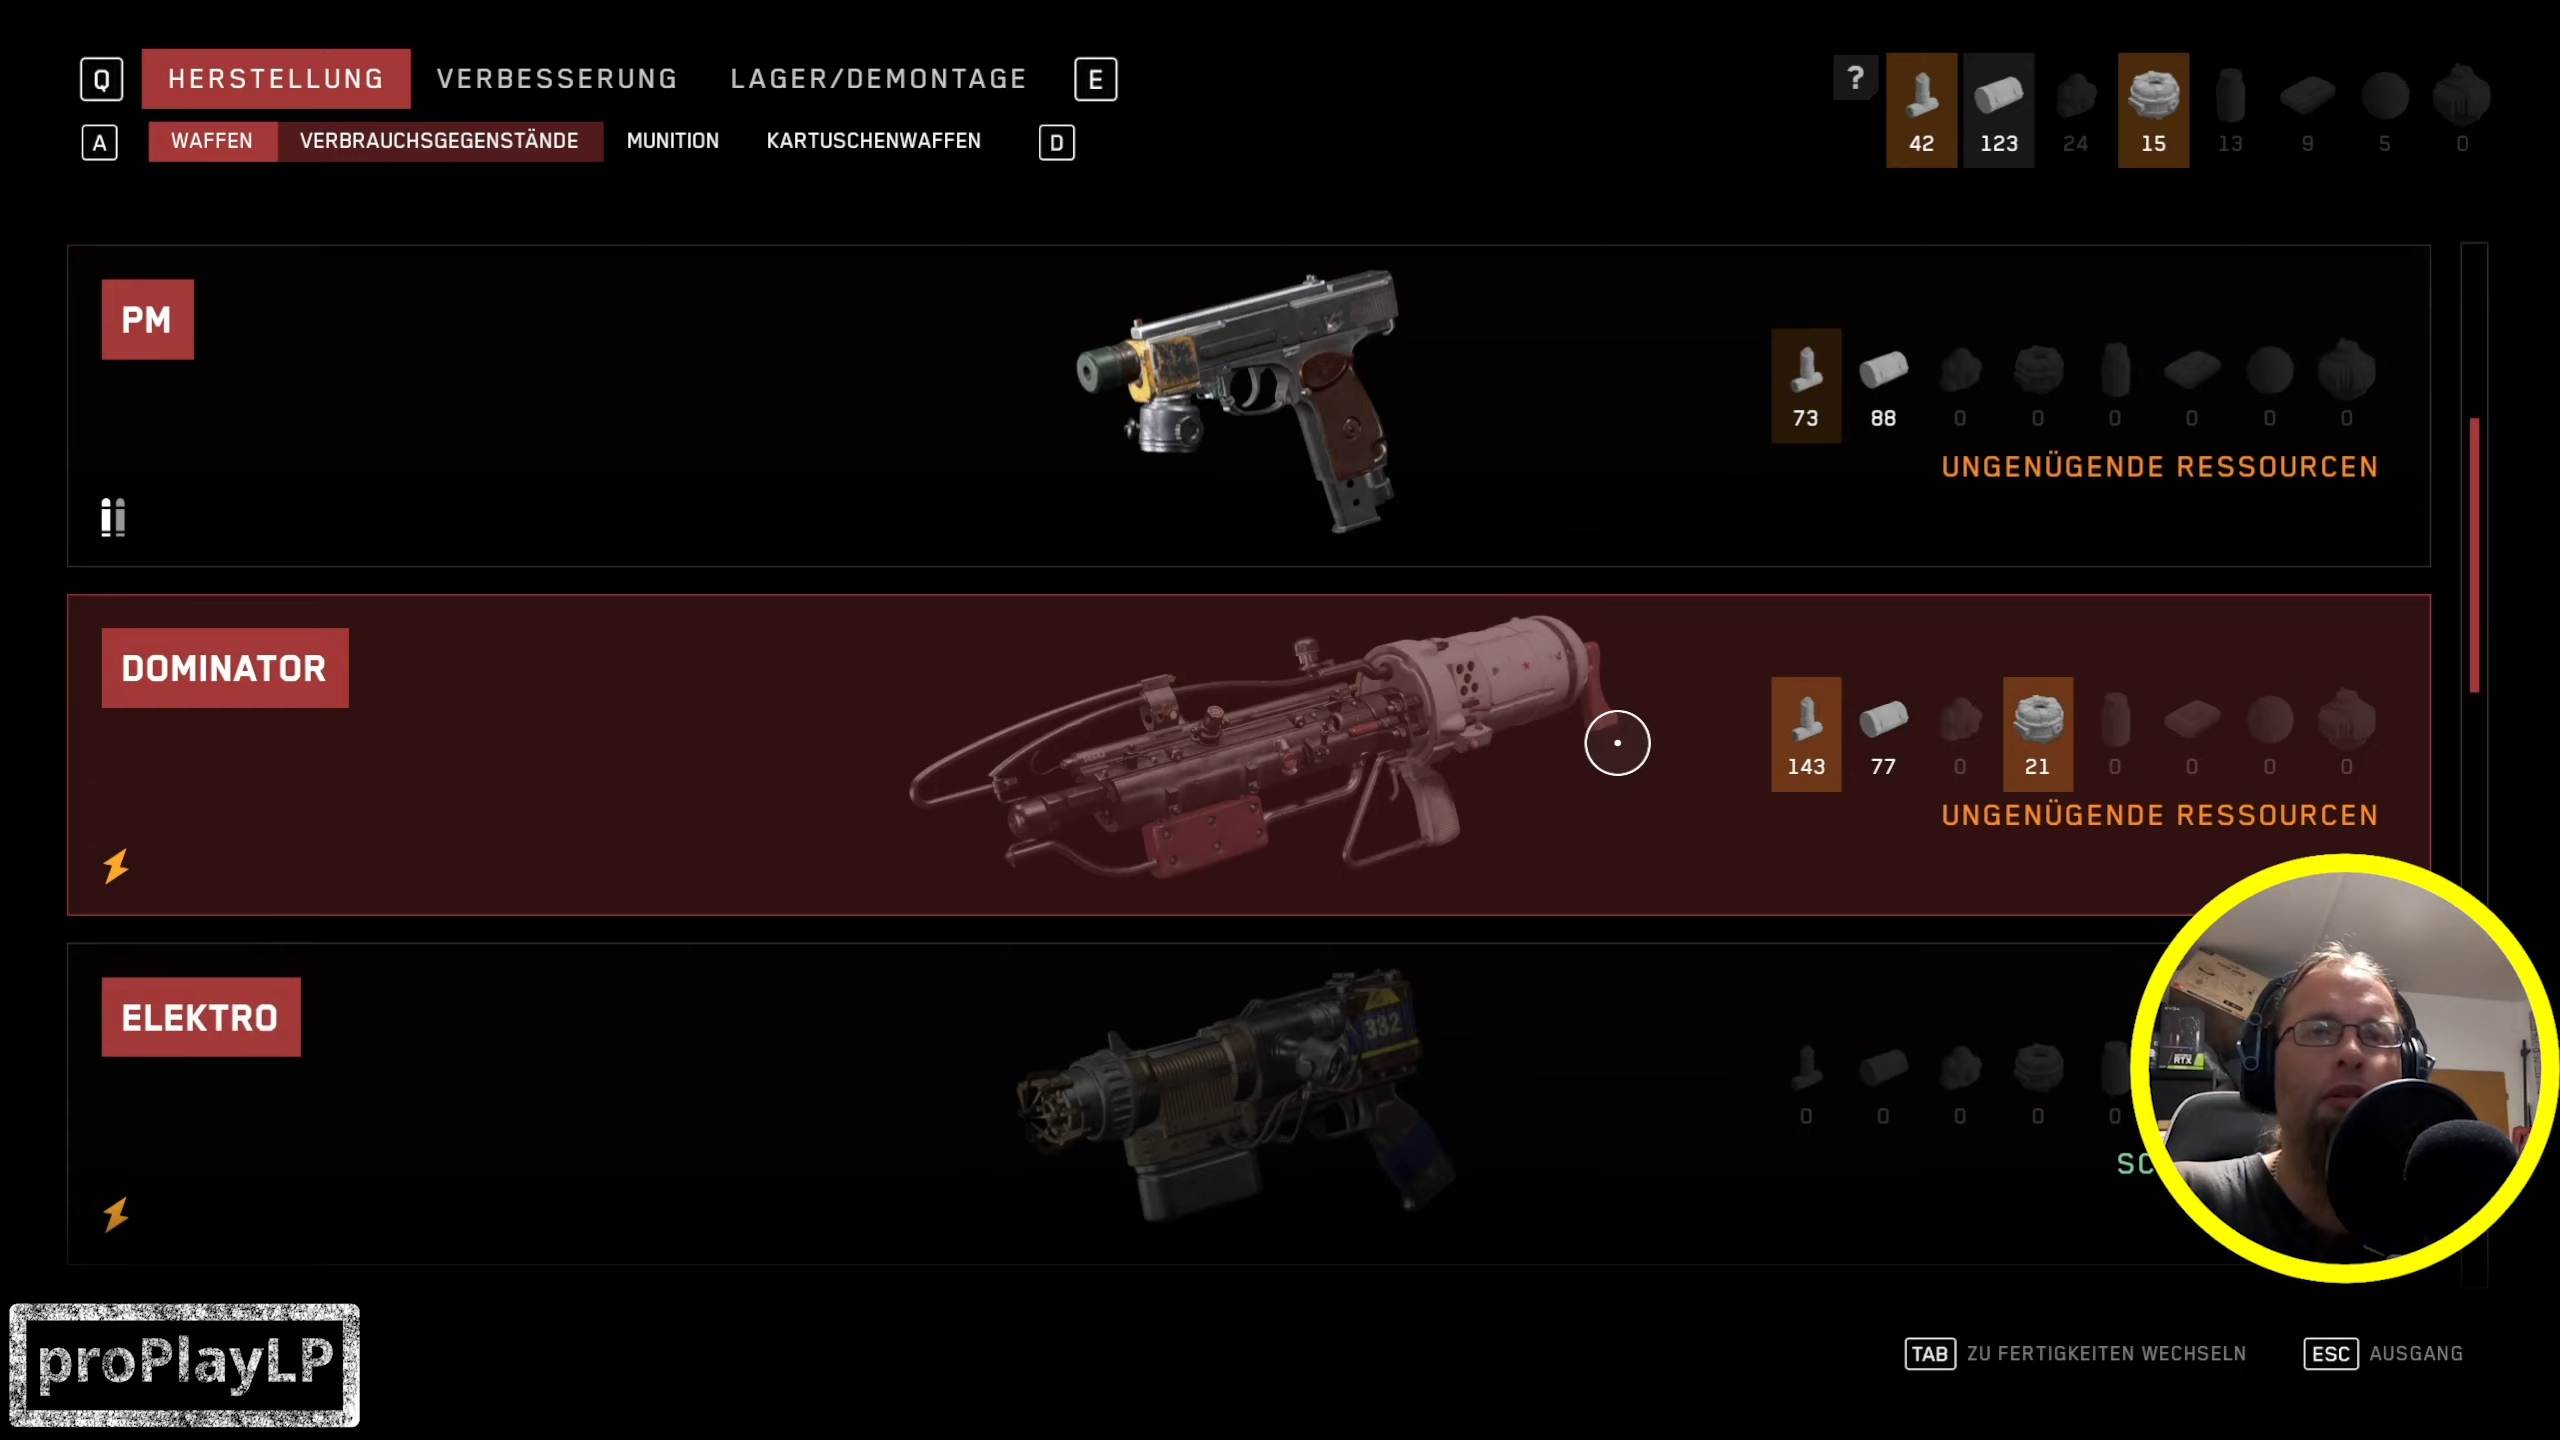 Q HERSTELLUNG VERBESSERUNG LAGER/DEMONTAGE E
A WAFFEN VERBRAUCHSGEGENSTÄNDE MUNITION KARTUSCHENWAFFEN D
?
42 123 24 15 13 9 5 0
PM
73 88 0 0 0 0 0 0
UNGENÜGENDE RESSOURCEN
DOMINATOR
143 77 0 21 0 0 0 0
UNGENÜGENDE RESSOURCEN
ELEKTRO
332
0 0 0 0 0
RTX
proPlayLP
TAB ZU FERTIGKEITEN WECHSELN ESC AUSGANG